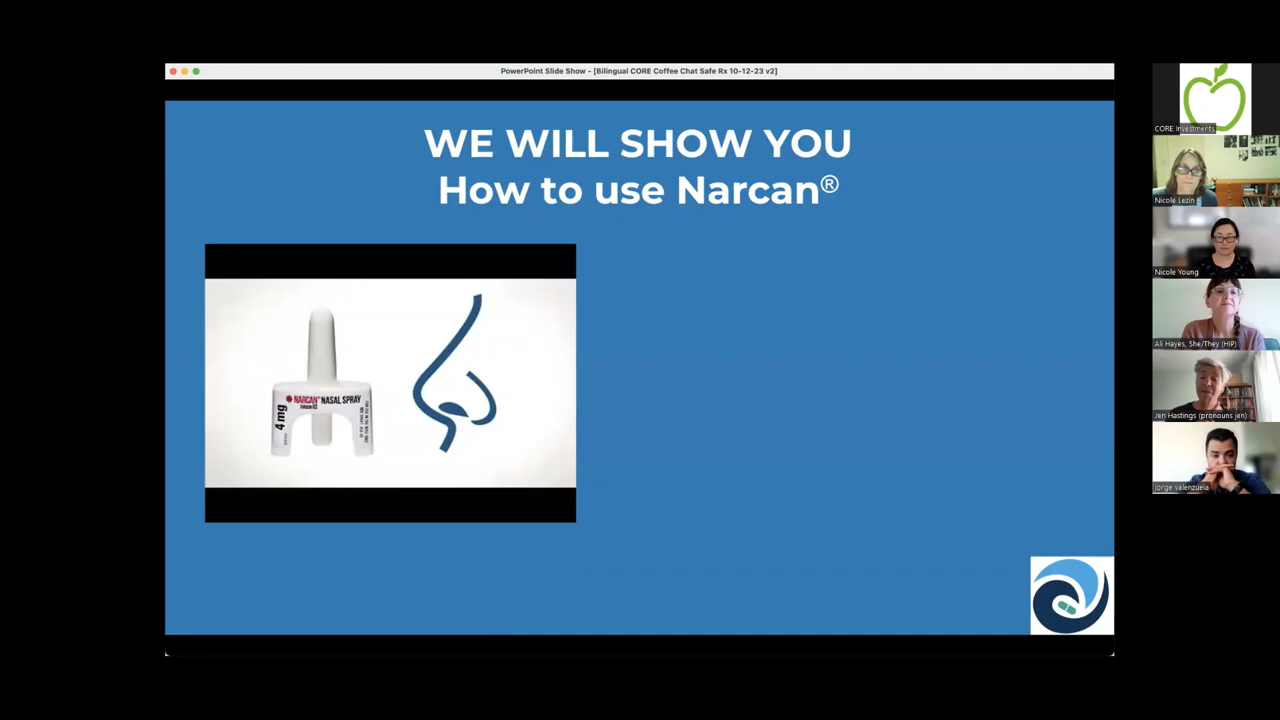 PowerPoint Slide Show - [Bilingual CORE Coffee Chat Safe Rx 10-12-23 v2]
WE WILL SHOW YOU
How to use Narcan®
NARCAN™ NASAL SPRAY
4 mg
CORE Investments
Nicole Lezin
Nicole Young
Ali Hayes, She/They (HIP)
Jen Hastings (pronouns jen)
Jorge Valenzuela